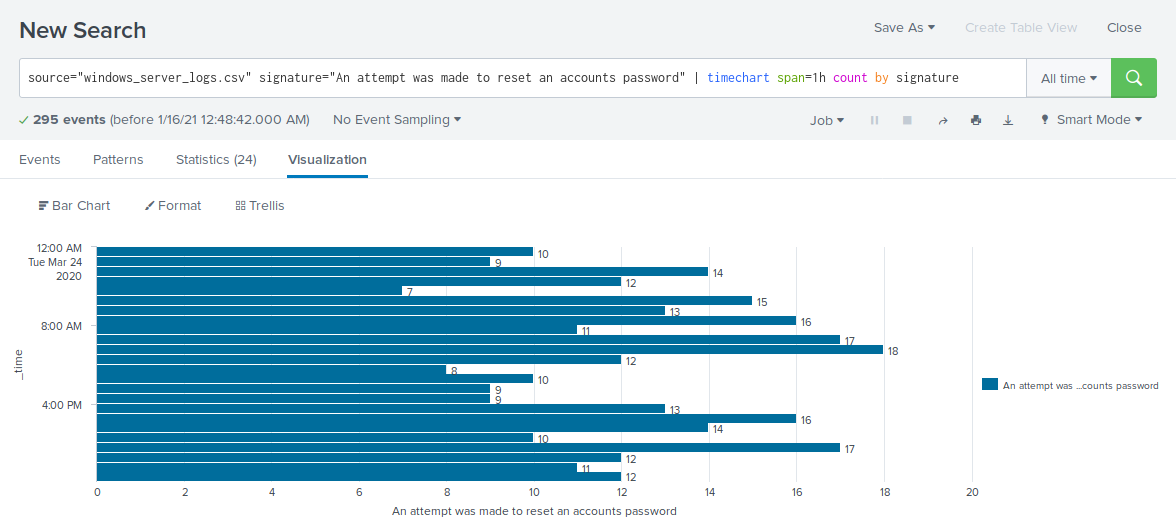 New Search
Save As
Create Table View
Close
source="windows_server_logs.csv" signature="An attempt was made to reset an accounts password" | timechart span=1h count by signature
All time
295 events (before 1/16/21 12:48:42.000 AM)
No Event Sampling
Job
Smart Mode
Events
Patterns
Statistics (24)
Visualization
Bar Chart
Format
Trellis
12:00 AM
Tue Mar 24
2020
8:00 AM
4:00 PM
_time
10
9
14
12
7
15
13
16
11
17
18
12
8
10
9
9
13
16
14
10
17
12
11
12
An attempt was ...counts password
0 2 4 6 8 10 12 14 16 18 20
An attempt was made to reset an accounts password